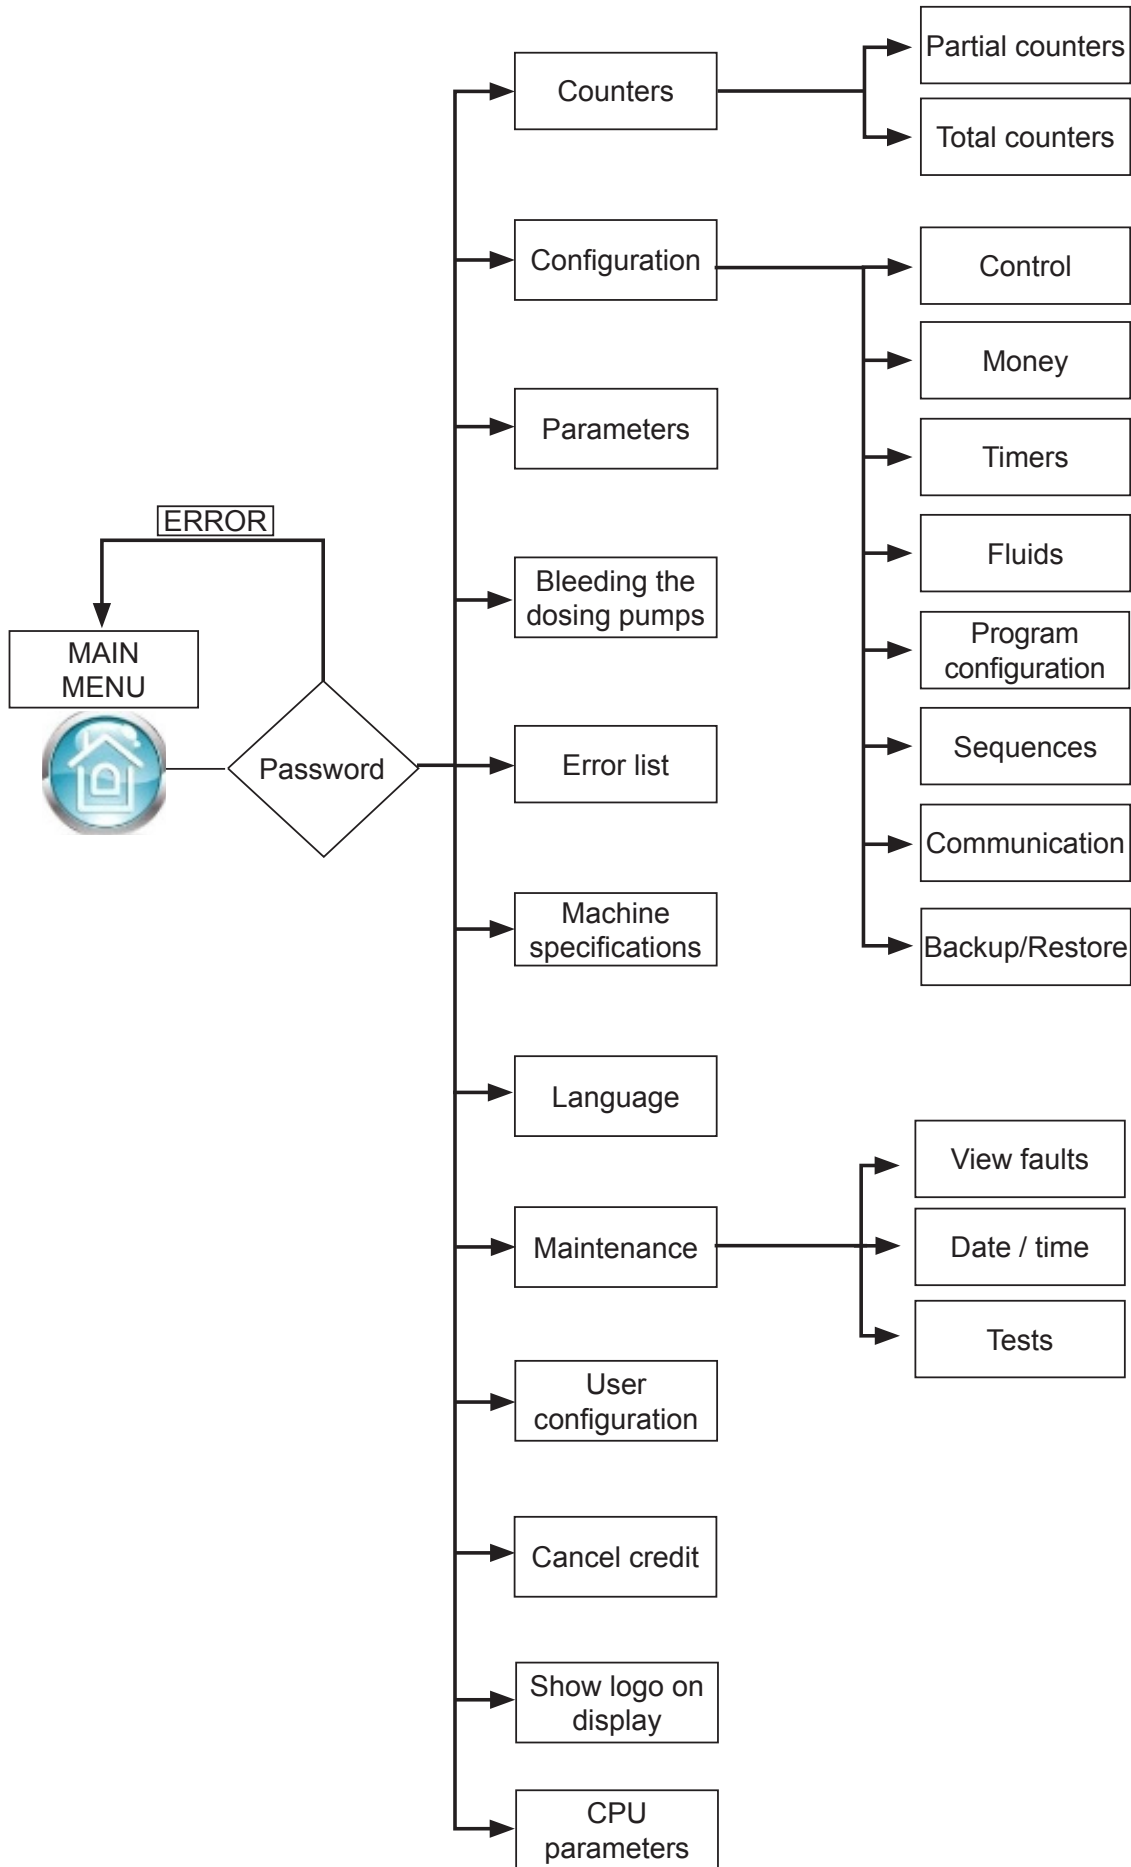 Partial counters
Counters
Total counters
Configuration
Control
Money
Parameters
Timers
ERROR
Fluids
Bleeding the
dosing pumps
MAIN
MENU
Program
configuration
Password
Error list
Sequences
Communication
Machine
specifications
Backup/Restore
Language
View faults
Maintenance
Date / time
Tests
User
configuration
Cancel credit
Show logo on
display
CPU
parameters